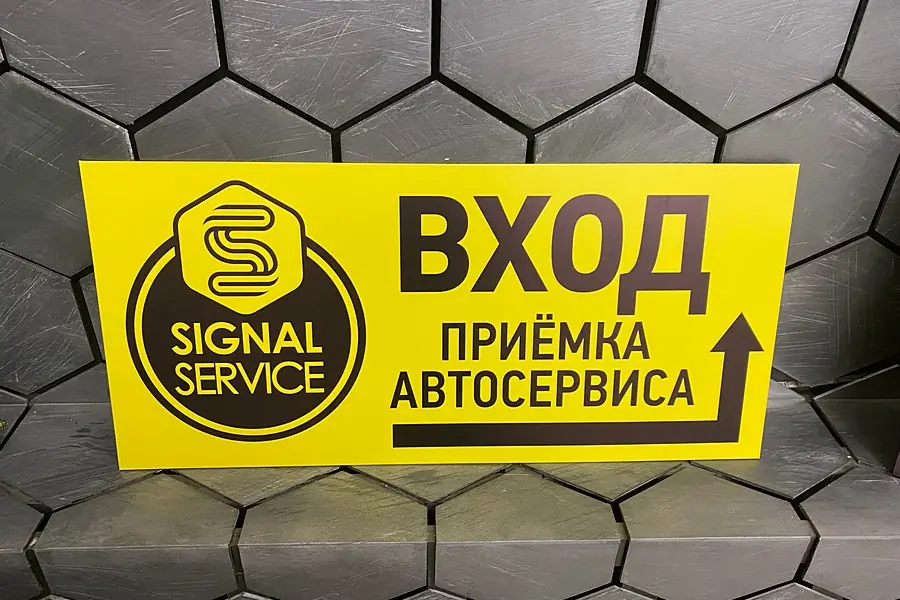 SIGNAL
SERVICE
ВХОД
ПРИЁМКА
АВТОСЕРВИСА